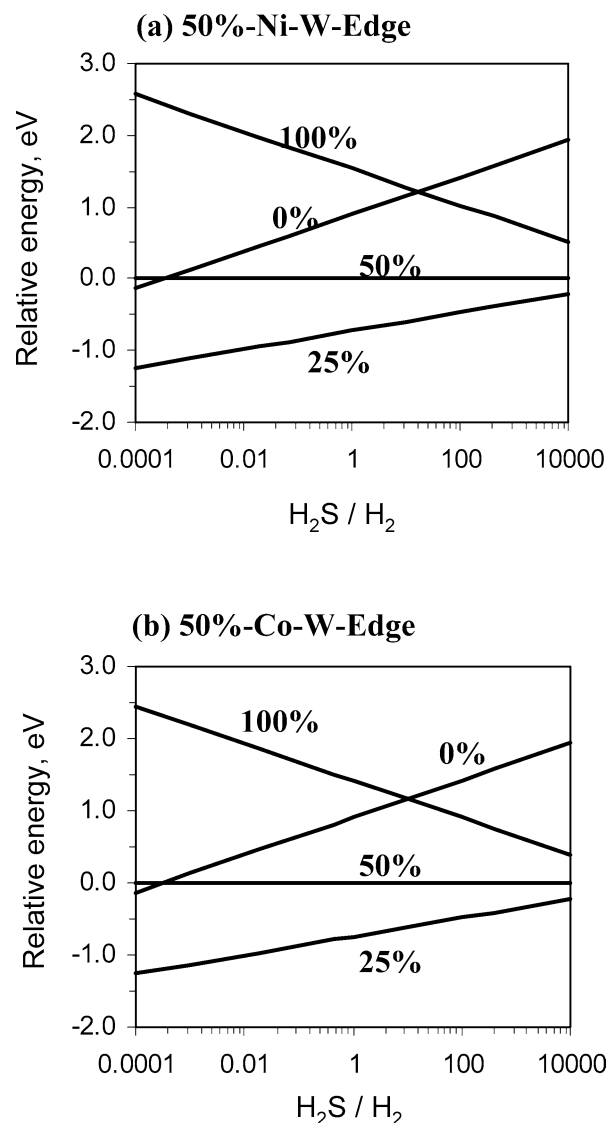 (a) 50%-Ni-W-Edge
3.0
2.0
1.0
0.0
-1.0
-2.0
Relative energy, eV
100%
0%
50%
25%
0.0001 0.01 1 100 10000
H₂S / H₂
(b) 50%-Co-W-Edge
3.0
2.0
1.0
0.0
-1.0
-2.0
Relative energy, eV
100%
0%
50%
25%
0.0001 0.01 1 100 10000
H₂S / H₂